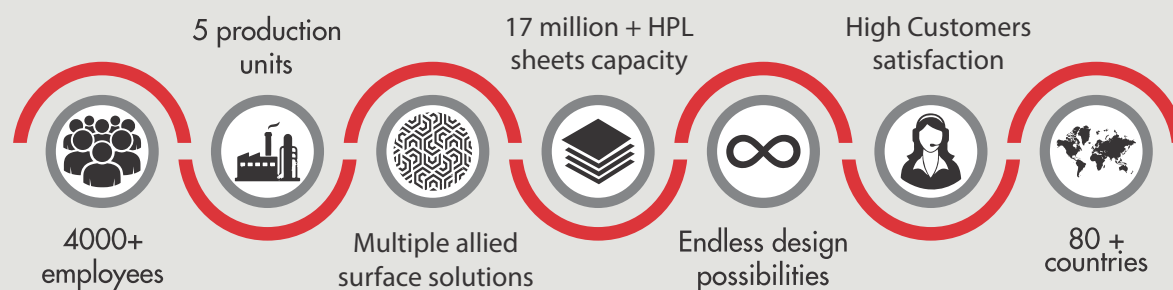 4000+
employees
5 production
units
Multiple allied
surface solutions
17 million + HPL
sheets capacity
Endless design
possibilities
High Customers
satisfaction
80 +
countries